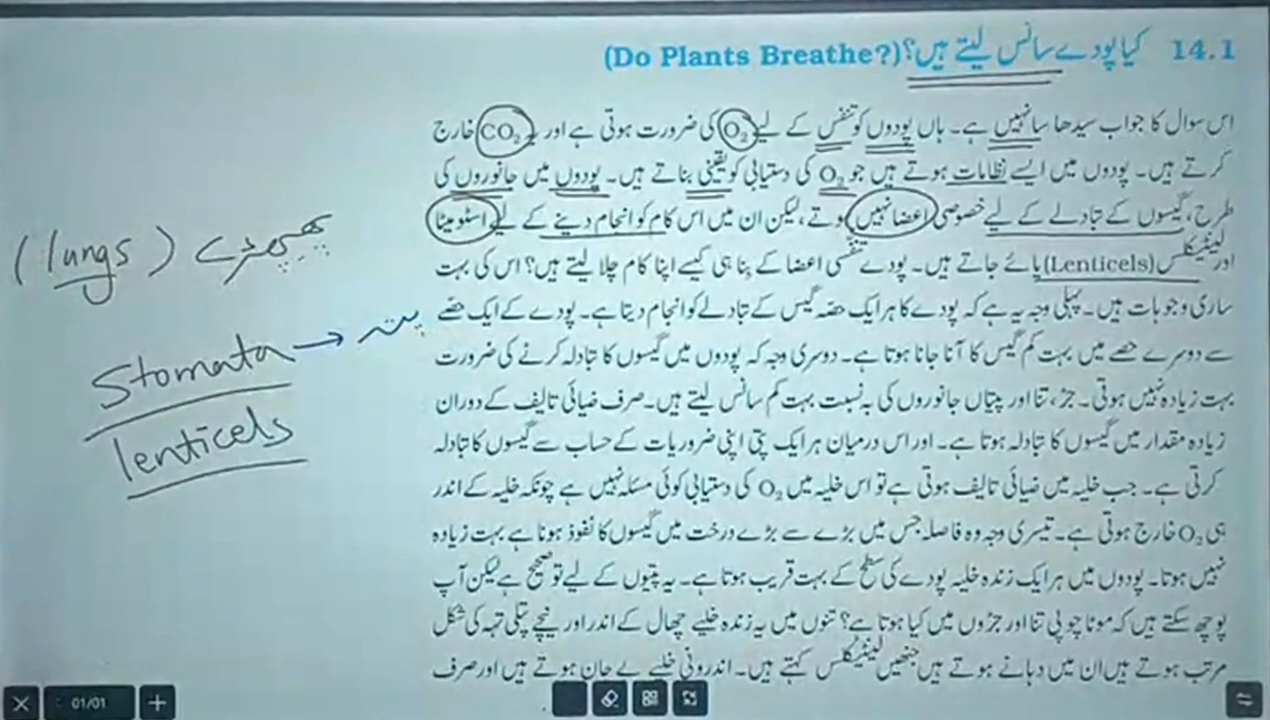 14.1 کیا پودے سانس لیتے ہیں؟ (Do Plants Breathe?)
اس سوال کا جواب سیدھا سا نہیں ہے۔ ہاں پودوں کو تنفس کے لیے O₂ کی ضرورت ہوتی ہے اور یہ CO₂ خارج
کرتے ہیں۔ پودوں میں ایسے نظامات ہوتے ہیں جو O₂ کی دستیابی کو یقینی بناتے ہیں۔ پودوں میں جانوروں کی
طرح، گیسوں کے تبادلے کے لیے خصوصی اعضا نہیں ہوتے، لیکن ان میں اس کام کو انجام دینے کے لیے اسٹومیٹا
اور لینٹیکلس (Lenticels) پائے جاتے ہیں۔ پودے تنفسی اعضا کے بنا ہی کیسے اپنا کام چلا لیتے ہیں؟ اس کی بہت
ساری وجوہات ہیں۔ پہلی وجہ یہ ہے کہ پودے کا ہر ایک حصہ گیس کے تبادلے کو انجام دیتا ہے۔ پودے کے ایک حصے
سے دوسرے حصے میں بہت کم گیس کا آنا جانا ہوتا ہے۔ دوسری وجہ کہ پودوں میں گیسوں کا تبادلہ کرنے کی ضرورت
بہت زیادہ نہیں ہوتی۔ جڑ، تنا اور پیتاں جانوروں کی بہ نسبت بہت کم سانس لیتے ہیں۔ صرف ضیائی تالیف کے دوران
زیادہ مقدار میں گیسوں کا تبادلہ ہوتا ہے۔ اور اس درمیان ہر ایک پتی اپنی ضروریات کے حساب سے گیسوں کا تبادلہ
کرتی ہے۔ جب خلیہ میں ضیائی تالیف ہوتی ہے تو اس خلیہ میں O₂ کی دستیابی کوئی مسئلہ نہیں ہے چونکہ خلیہ کے اندر
ہی O₂ خارج ہوتی ہے۔ تیسری وجہ وہ فاصلہ جس میں بڑے سے بڑے درخت میں گیسوں کا نفوذ ہونا ہے بہت زیادہ
نہیں ہوتا۔ پودوں میں ہر ایک زندہ خلیہ پودے کی سطح کے بہت قریب ہوتا ہے۔ یہ پتیوں کے لیے تو صحیح ہے لیکن آپ
پوچھ سکتے ہیں کہ موٹا چوبی تنا اور جڑوں میں کیا ہوتا ہے؟ تنوں میں یہ زندہ خلیے چھال کے اندر اور نیچے پتلی تہہ کی شکل
مرتب ہوتے ہیں ان میں دہانے ہوتے ہیں جنھیں لینٹیکلس کہتے ہیں۔ اندرونی خلیے بے جان ہوتے ہیں اور صرف
(lungs) پھیپھڑے
Stomata →
lenticels
01/01